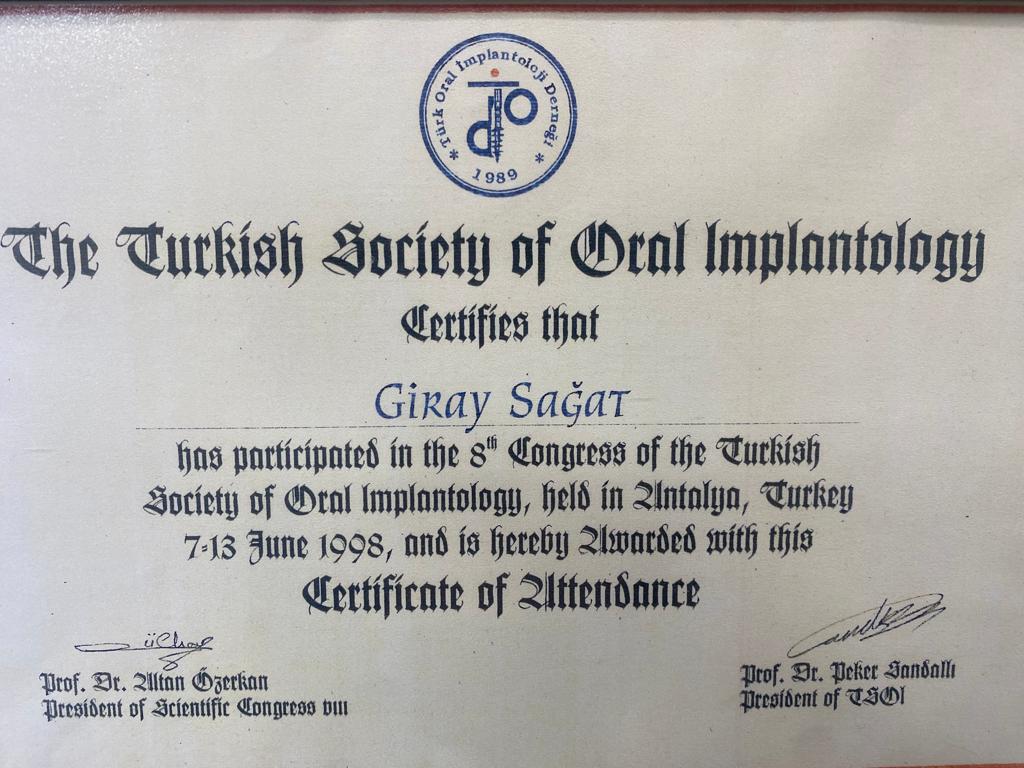 Türk Oral İmplantoloji Derneği
1989
The Turkish Society of Oral Implantology
Certifies that
Giray Sağat
has participated in the 8th Congress of the Turkish
Society of Oral Implantology, held in Antalya, Turkey
7-13 June 1998, and is hereby Awarded with this
Certificate of Attendance
Prof. Dr. Altan Özerkan
President of Scientific Congress VIII
Prof. Dr. Peker Sandallı
President of TSOI